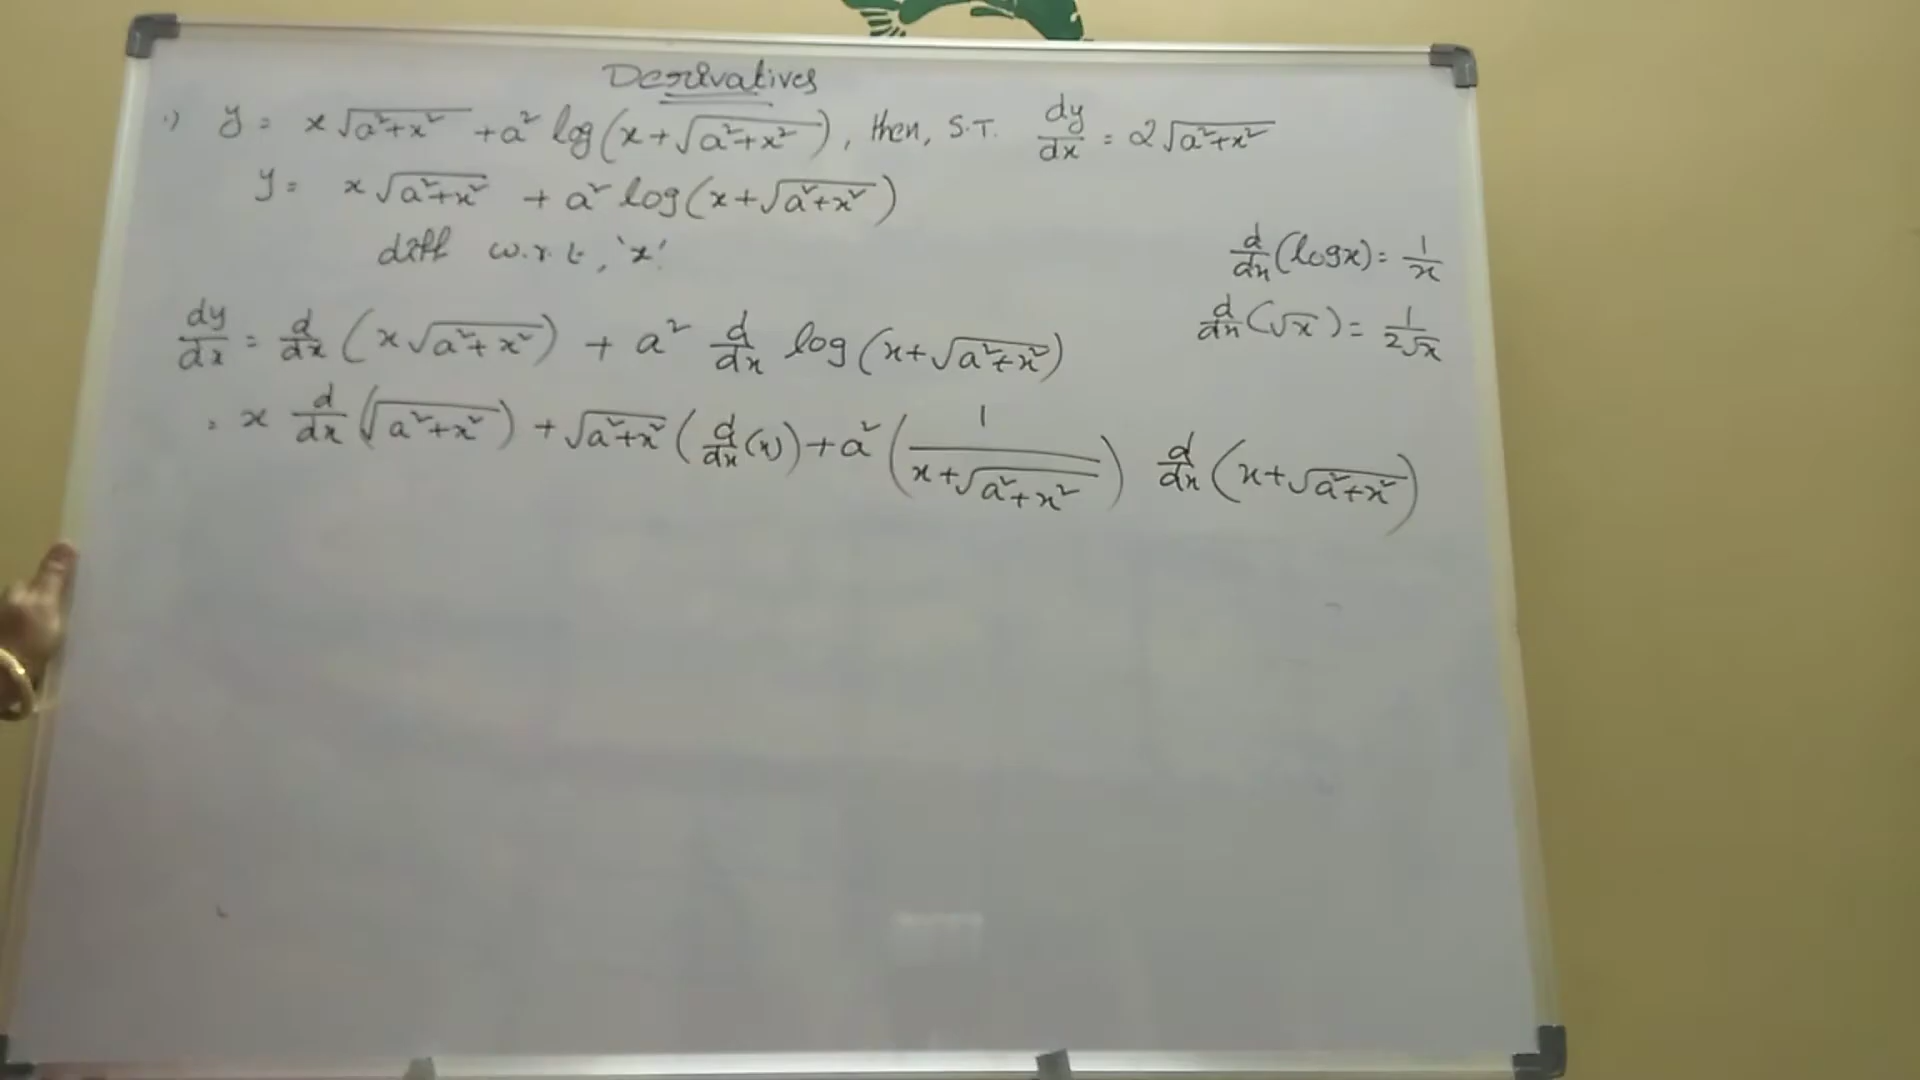 Derivatives
1) y = x√(a²+x²) + a² log(x+√(a²+x²)), then, S.T. dy/dx = 2√(a²+x²)
y = x√(a²+x²) + a² log(x+√(a²+x²))
diff w.r.t, 'x'
d/dx (logx) = 1/x
d/dx (√x) = 1/2√x
dy/dx = d/dx (x√(a²+x²)) + a² d/dx log(x+√(a²+x²))
= x d/dx (√(a²+x²)) + √(a²+x²) (d/dx (x)) + a² (1/(x+√(a²+x²))) d/dx (x+√(a²+x²))